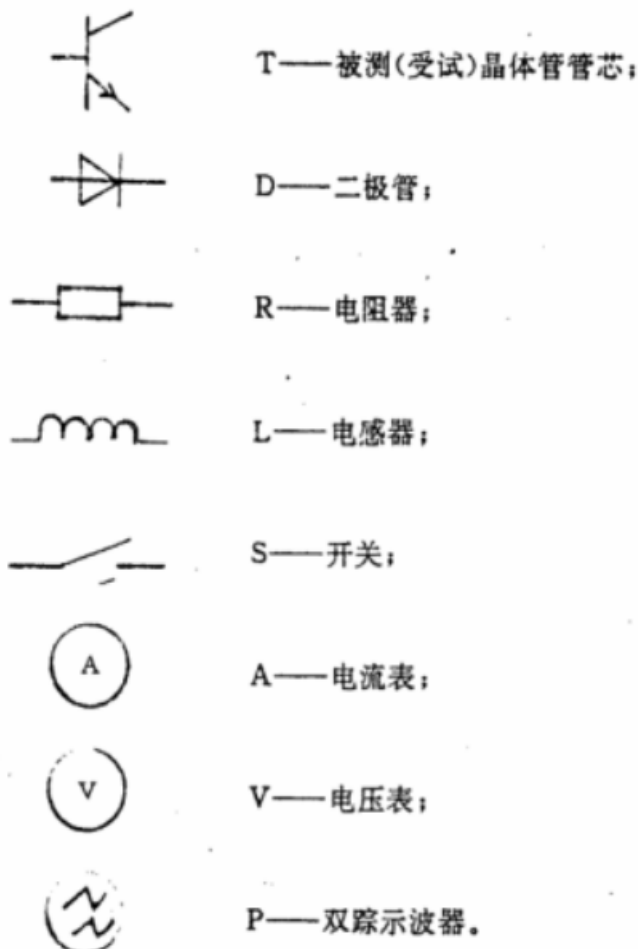 T——被测(受试)晶体管管芯;
D——二极管;
R——电阻器;
L——电感器;
S——开关;
A A——电流表;
V V——电压表;
P——双踪示波器。